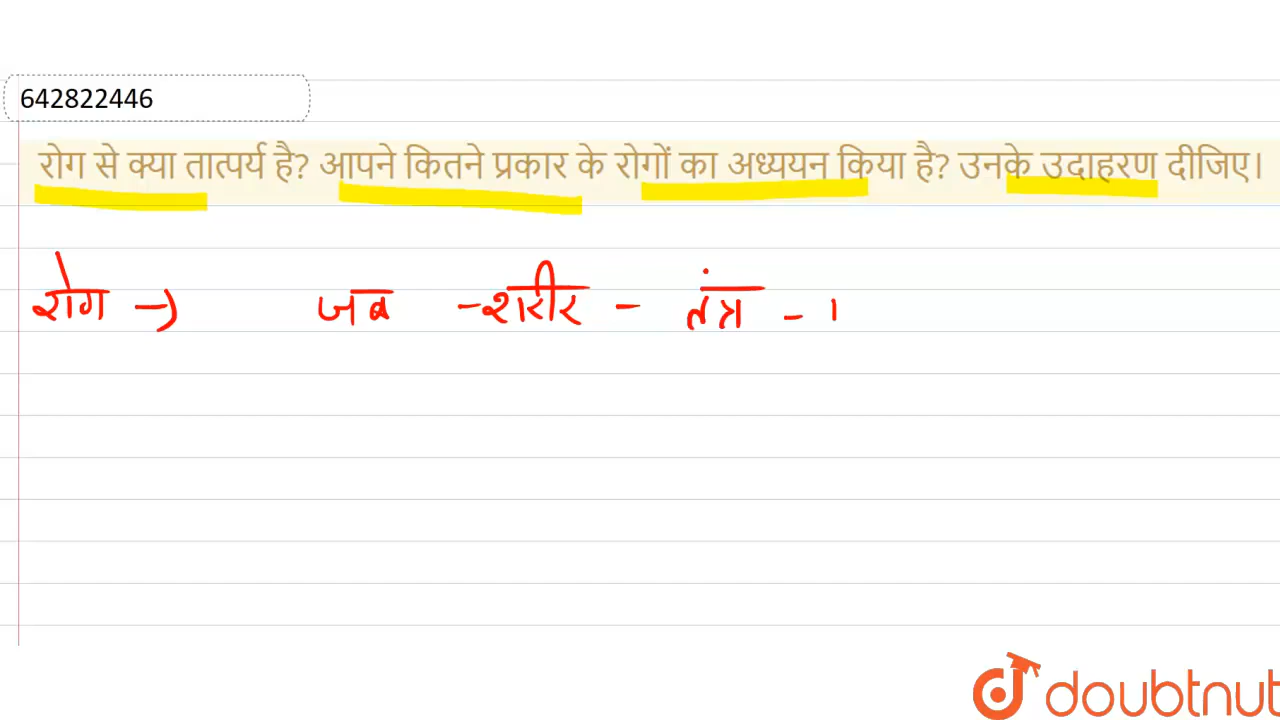 642822446
रोग से क्या तात्पर्य है? आपने कितने प्रकार के रोगों का अध्ययन किया है? उनके उदाहरण दीजिए।
रोग → जब - शरीर - तंत्र -
doubtnut